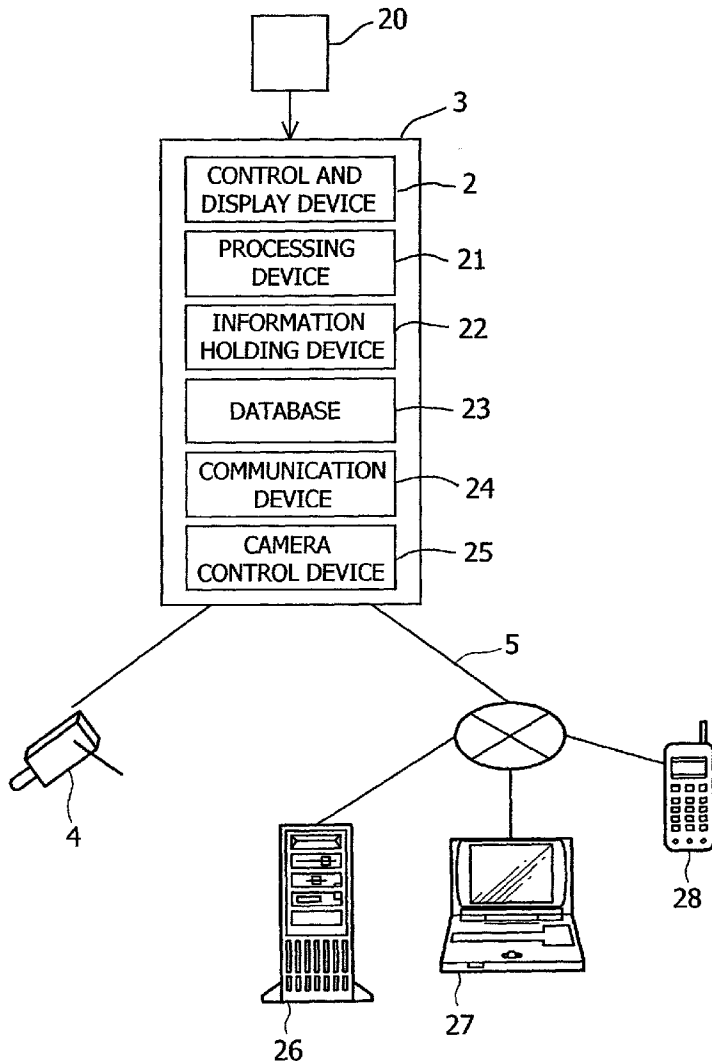 20
3
CONTROL AND
DISPLAY DEVICE
2
PROCESSING
DEVICE
21
INFORMATION
HOLDING DEVICE
22
DATABASE
23
COMMUNICATION
DEVICE
24
CAMERA
CONTROL DEVICE
25
5
4
28
27
26